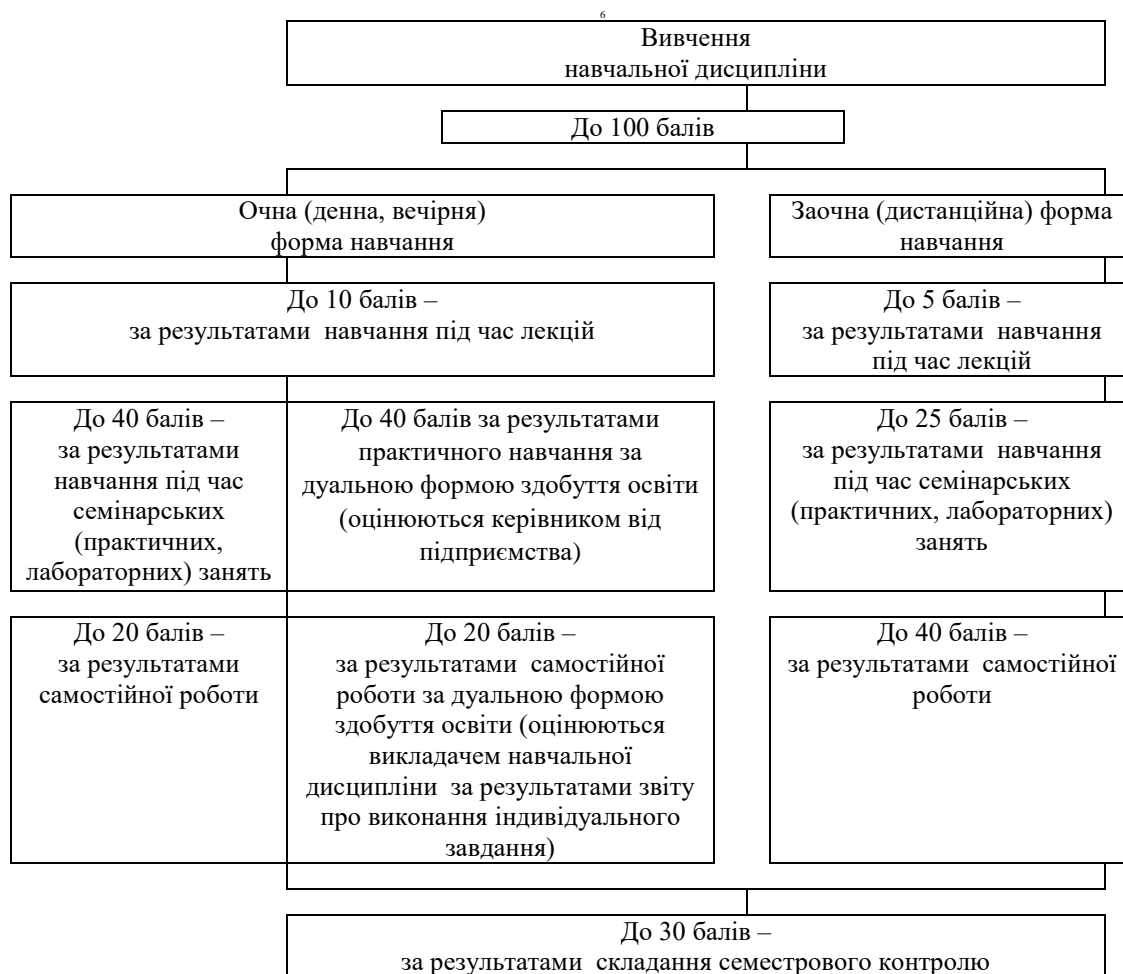 6
Вивчення
навчальної дисципліни
До 100 балів
Очна (денна, вечірня)
форма навчання
Заочна (дистанційна) форма
навчання
До 10 балів –
за результатами навчання під час лекцій
До 5 балів –
за результатами навчання
під час лекцій
До 40 балів –
за результатами
навчання під час
семінарських
(практичних,
лабораторних) занять
До 40 балів за результатами
практичного навчання за
дуальною формою здобуття освіти
(оцінюються керівником від
підприємства)
До 25 балів –
за результатами навчання
під час семінарських
(практичних, лабораторних)
занять
До 20 балів –
за результатами
самостійної роботи
До 20 балів –
за результатами самостійної
роботи за дуальною формою
здобуття освіти (оцінюються
викладачем навчальної
дисципліни за результатами звіту
про виконання індивідуального
завдання)
До 40 балів –
за результатами самостійної
роботи
До 30 балів –
за результатами складання семестрового контролю